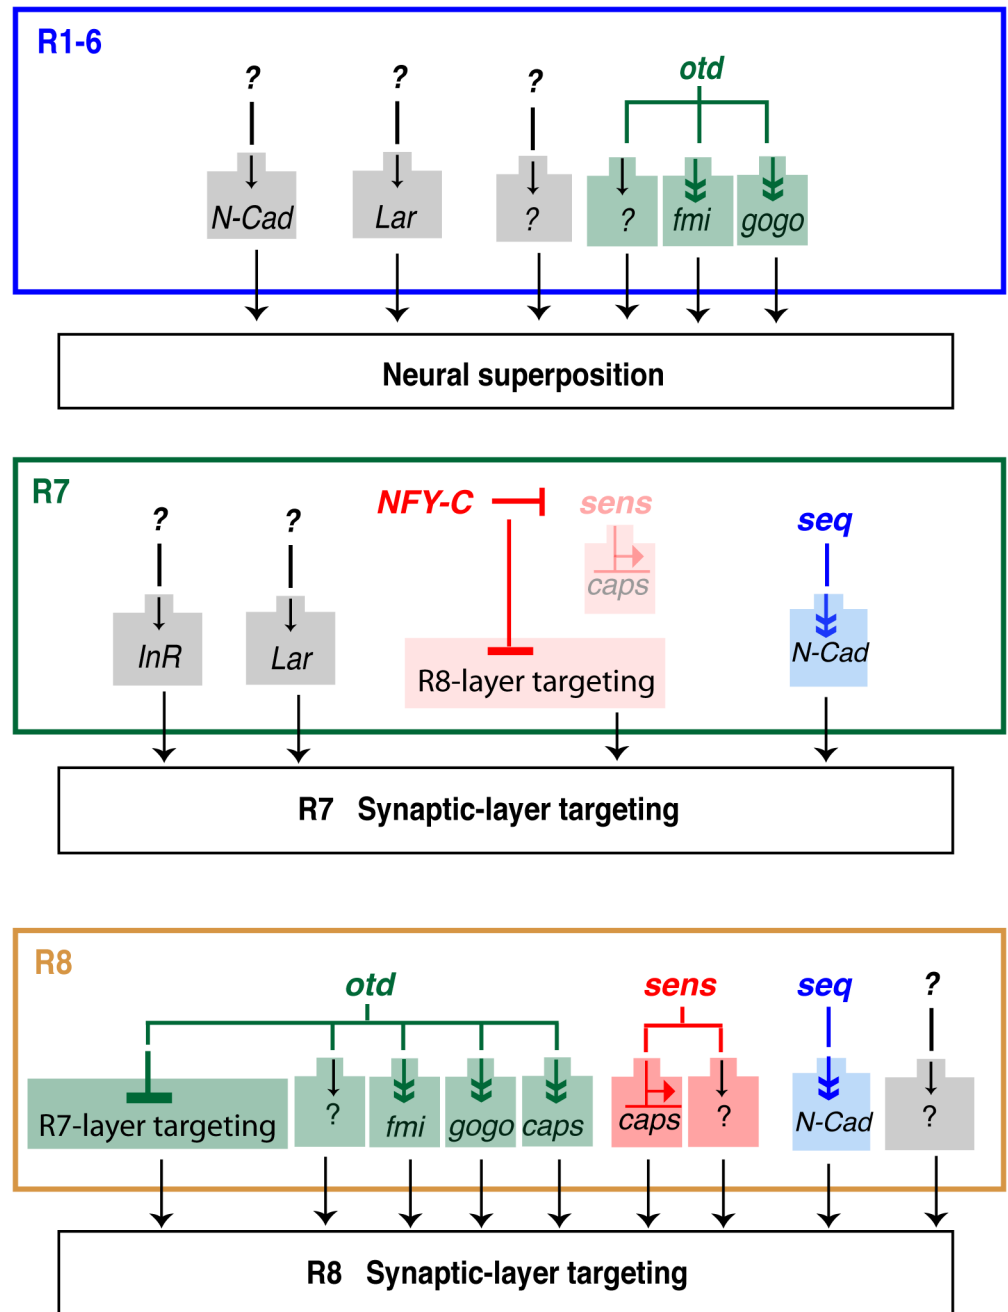 R1-6
? ? ? otd
N-Cad Lar ? ? fmi gogo
Neural superposition
R7
? ? NFY-C sens seq
caps
InR Lar R8-layer targeting N-Cad
R7 Synaptic-layer targeting
R8
otd sens seq ?
R7-layer targeting ? fmi gogo caps caps ? N-Cad ?
R8 Synaptic-layer targeting